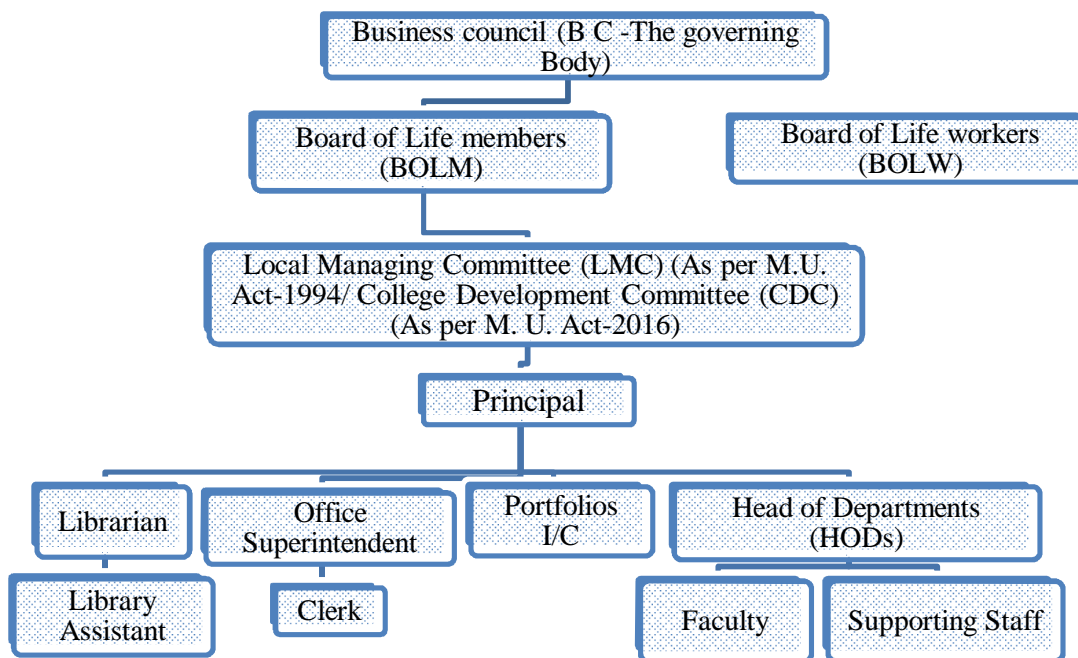 Business council (B C -The governing
Body)
Board of Life members
(BOLM)
Board of Life workers
(BOLW)
Local Managing Committee (LMC) (As per M.U.
Act-1994/ College Development Committee (CDC)
(As per M. U. Act-2016)
Principal
Librarian
Office
Superintendent
Portfolios
I/C
Head of Departments
(HODs)
Library
Assistant
Clerk
Faculty
Supporting Staff